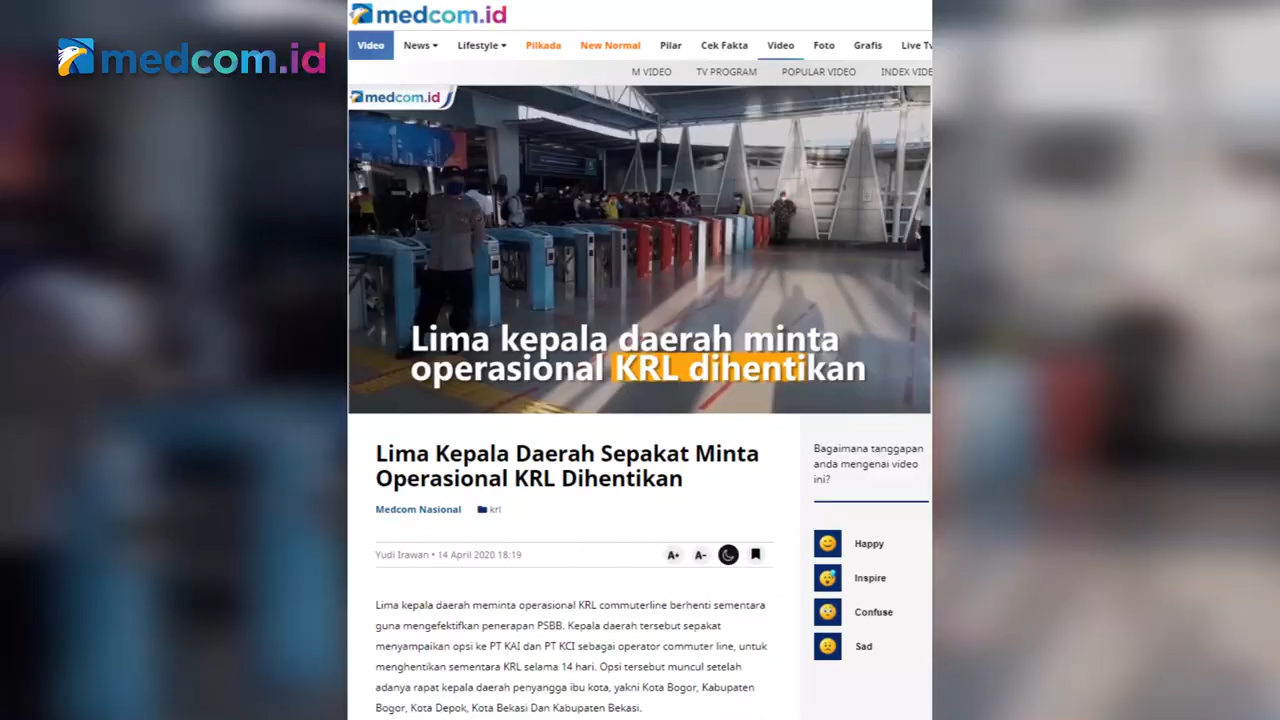 medcom.id
medcom.id
Video News Lifestyle Pilkada New Normal Pilar Cek Fakta Video Foto Grafis Live Tv
M VIDEO TV PROGRAM POPULAR VIDEO INDEX VIDE
medcom.id
Lima kepala daerah minta
operasional KRL dihentikan
Lima Kepala Daerah Sepakat Minta
Operasional KRL Dihentikan
Medcom Nasional krl
Yudi Irawan • 14 April 2020 18:19
A+ A-
Lima kepala daerah meminta operasional KRL commuterline berhenti sementara
guna mengefektifkan penerapan PSBB. Kepala daerah tersebut sepakat
menyampaikan opsi ke PT KAI dan PT KCI sebagai operator commuter line, untuk
menghentikan sementara KRL selama 14 hari. Opsi tersebut muncul setelah
adanya rapat kepala daerah penyangga ibu kota, yakni Kota Bogor, Kabupaten
Bogor, Kota Depok, Kota Bekasi Dan Kabupaten Bekasi.
Bagaimana tanggapan
anda mengenai video
ini?
Happy
Inspire
Confuse
Sad